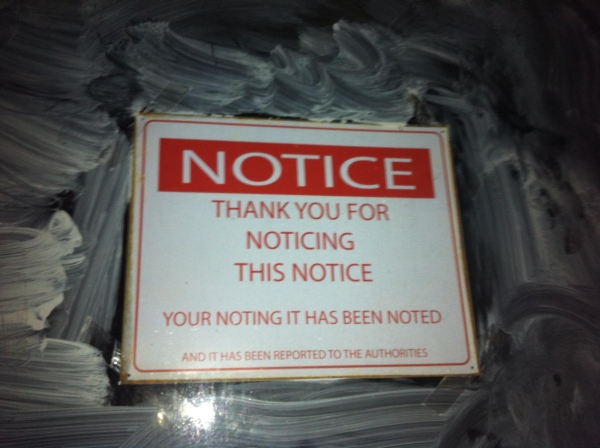 NOTICE
THANK YOU FOR
NOTICING
THIS NOTICE
YOUR NOTING IT HAS BEEN NOTED
AND IT HAS BEEN REPORTED TO THE AUTHORITIES